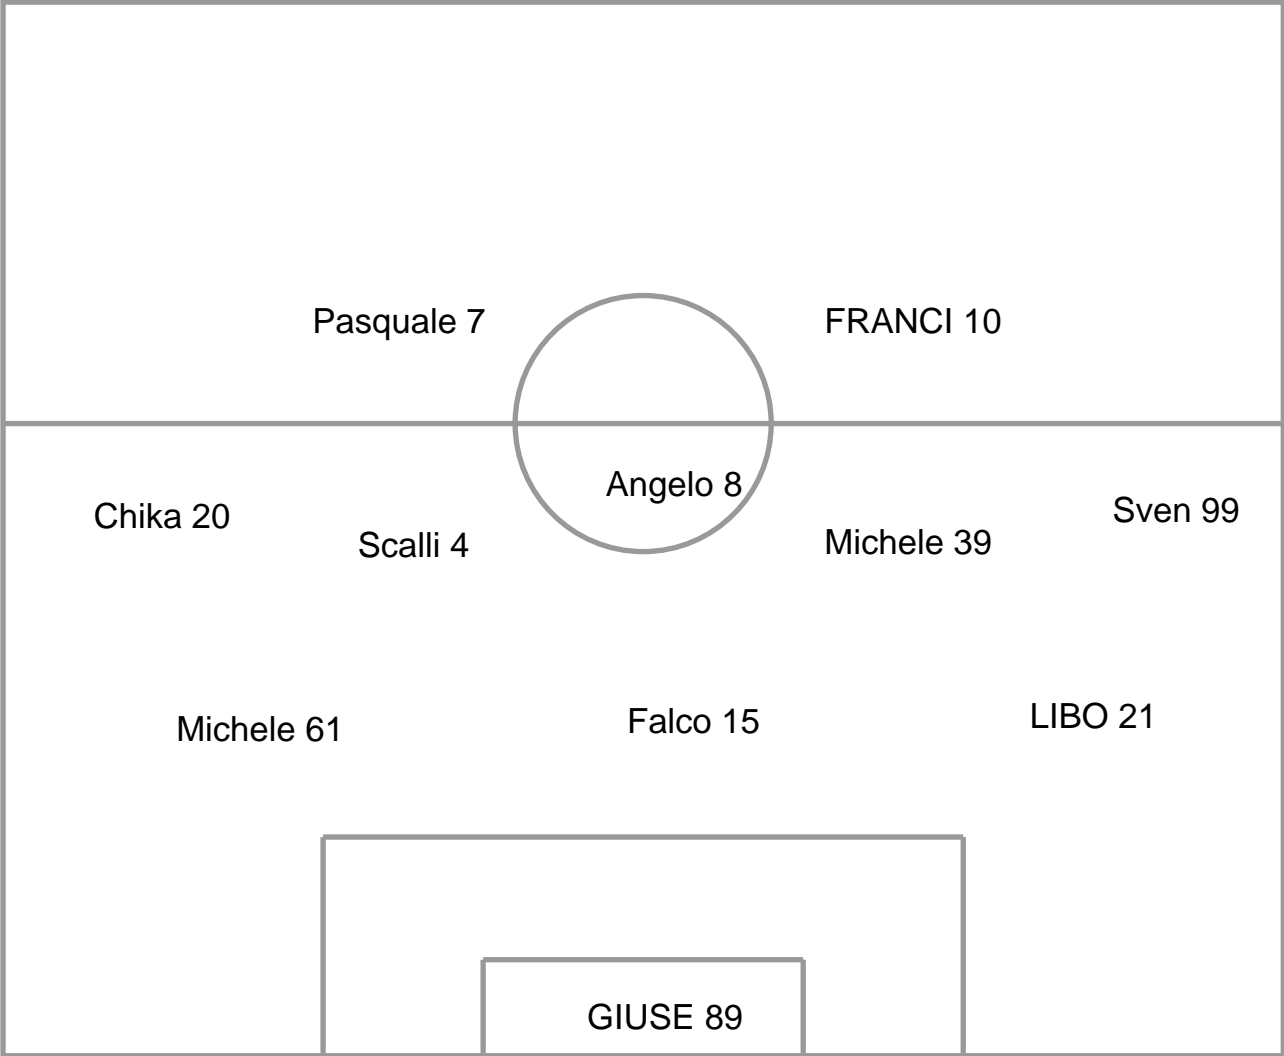 Pasquale 7
FRANCI 10
Angelo 8
Chika 20
Sven 99
Scalli 4
Michele 39
Michele 61
Falco 15
LIBO 21
GIUSE 89